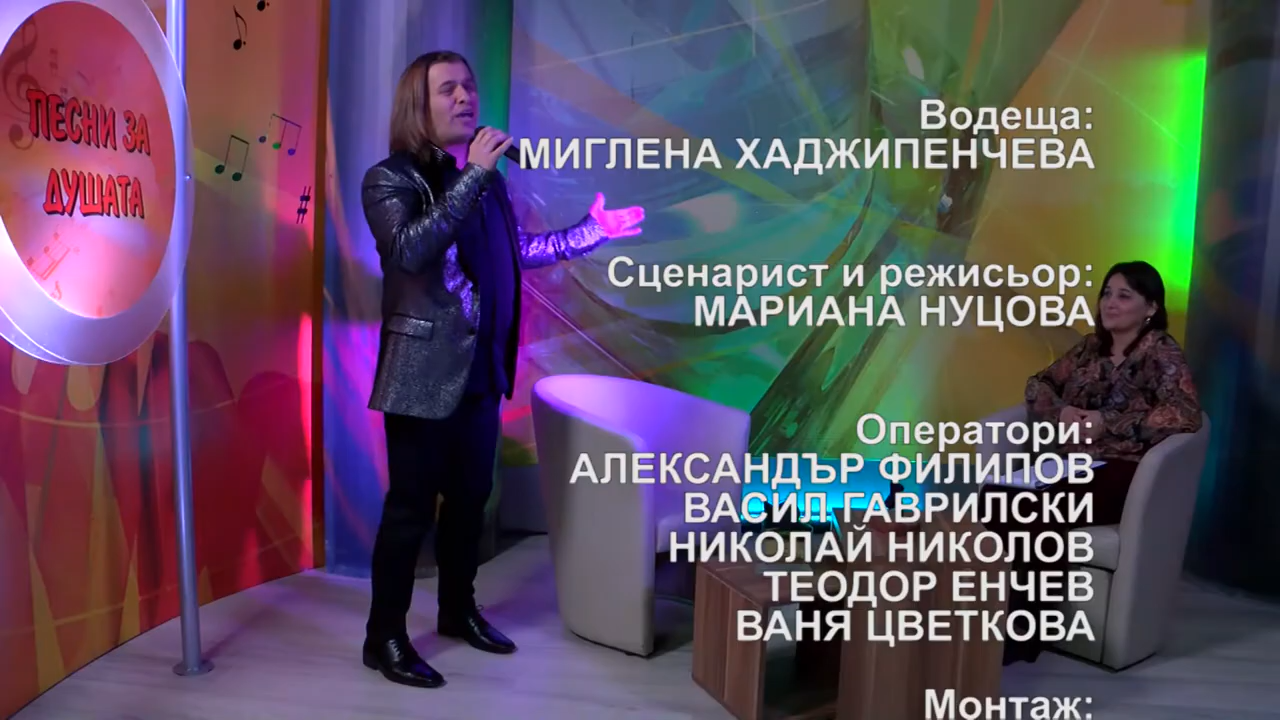 ПЕСНИ ЗА
ДУШАТА
Водеща:
МИГЛЕНА ХАДЖИПЕНЧЕВА
Сценарист и режисьор:
МАРИАНА НУЦОВА
Оператори:
АЛЕКСАНДЪР ФИЛИПОВ
ВАСИЛ ГАВРИЛСКИ
НИКОЛАЙ НИКОЛОВ
ТЕОДОР ЕНЧЕВ
ВАНЯ ЦВЕТКОВА
Монтаж: